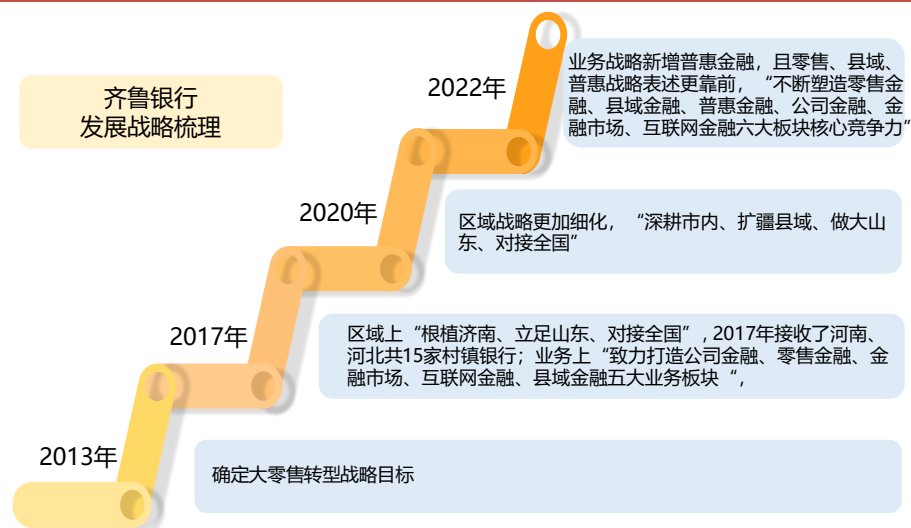 齐鲁银行
发展战略梳理
2022年
业务战略新增普惠金融，且零售、县域、
普惠战略表述更靠前，“不断塑造零售金
融、县域金融、普惠金融、公司金融、金
融市场、互联网金融六大板块核心竞争力”
2020年
区域战略更加细化，“深耕市内、扩疆县域、做大山
东、对接全国”
2017年
区域上“根植济南、立足山东、对接全国”, 2017年接收了河南、
河北共15家村镇银行；业务上“致力打造公司金融、零售金融、金
融市场、互联网金融、县域金融五大业务板块“,
2013年
确定大零售转型战略目标